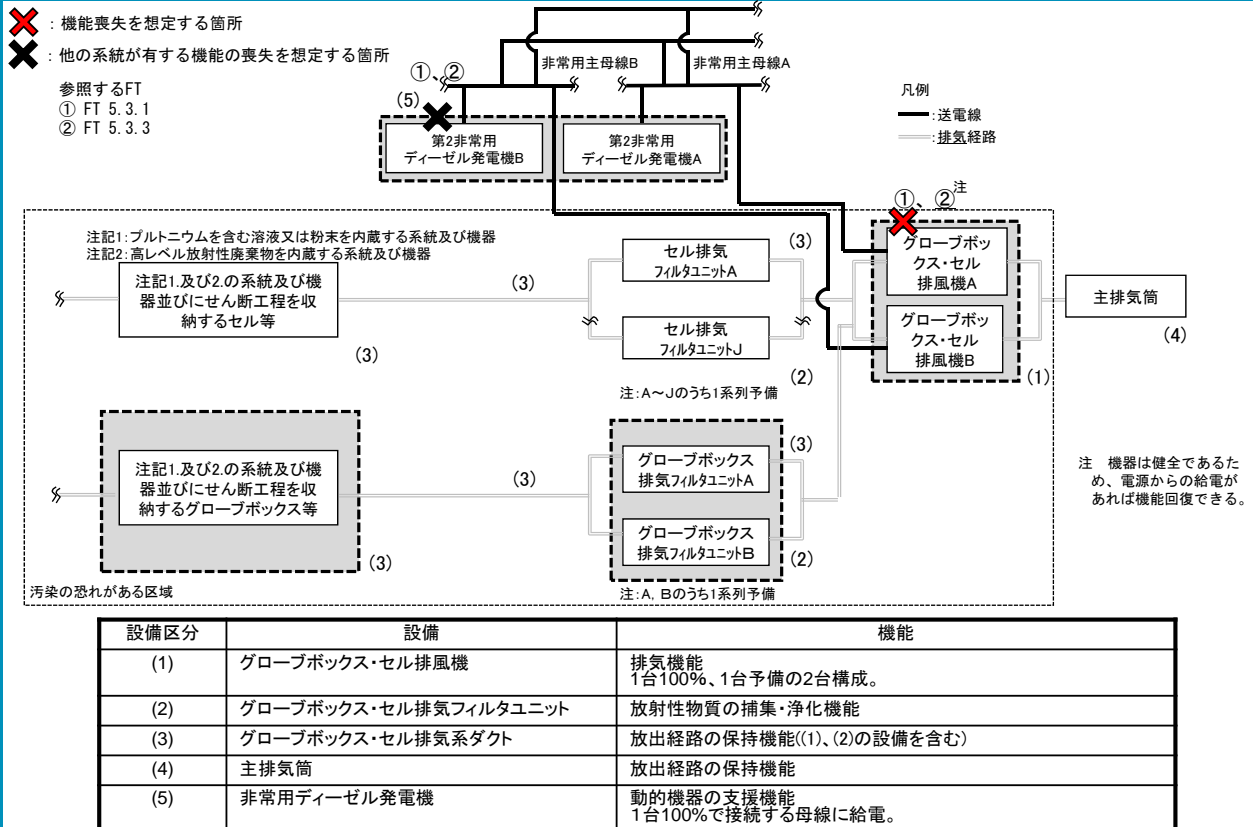 ：機能喪失を想定する箇所
：他の系統が有する機能の喪失を想定する箇所
参照するFT
① FT 5.3.1
② FT 5.3.3
①、②
非常用主母線B
非常用主母線A
(5)
第2非常用
ディーゼル発電機B
第2非常用
ディーゼル発電機A
凡例
:送電線
:排気経路
①、②注
注記1:プルトニウムを含む溶液又は粉末を内蔵する系統及び機器
注記2:高レベル放射性廃棄物を内蔵する系統及び機器
注記1.及び2.の系統及び機
器並びにせん断工程を収
納するセル等
(3)
(3)
セル排気
フィルタユニットA
(3)
セル排気
フィルタユニットJ
(2)
注:A～Jのうち1系列予備
グローブボッ
クス・セル
排風機A
グローブボッ
クス・セル
排風機B
(1)
主排気筒
(4)
注記1.及び2.の系統及び機
器並びにせん断工程を収
納するグローブボックス等
(3)
(3)
グローブボックス
排気フィルタユニットA
(3)
グローブボックス
排気フィルタユニットB
(2)
注:A, Bのうち1系列予備
注　機器は健全であるた
め、電源からの給電が
あれば機能回復できる。
汚染の恐れがある区域
設備区分 設備 機能
(1) グローブボックス・セル排風機 排気機能
1台100%、1台予備の2台構成。
(2) グローブボックス・セル排気フィルタユニット 放射性物質の捕集・浄化機能
(3) グローブボックス・セル排気系ダクト 放出経路の保持機能((1)、(2)の設備を含む)
(4) 主排気筒 放出経路の保持機能
(5) 非常用ディーゼル発電機 動的機器の支援機能
1台100%で接続する母線に給電。